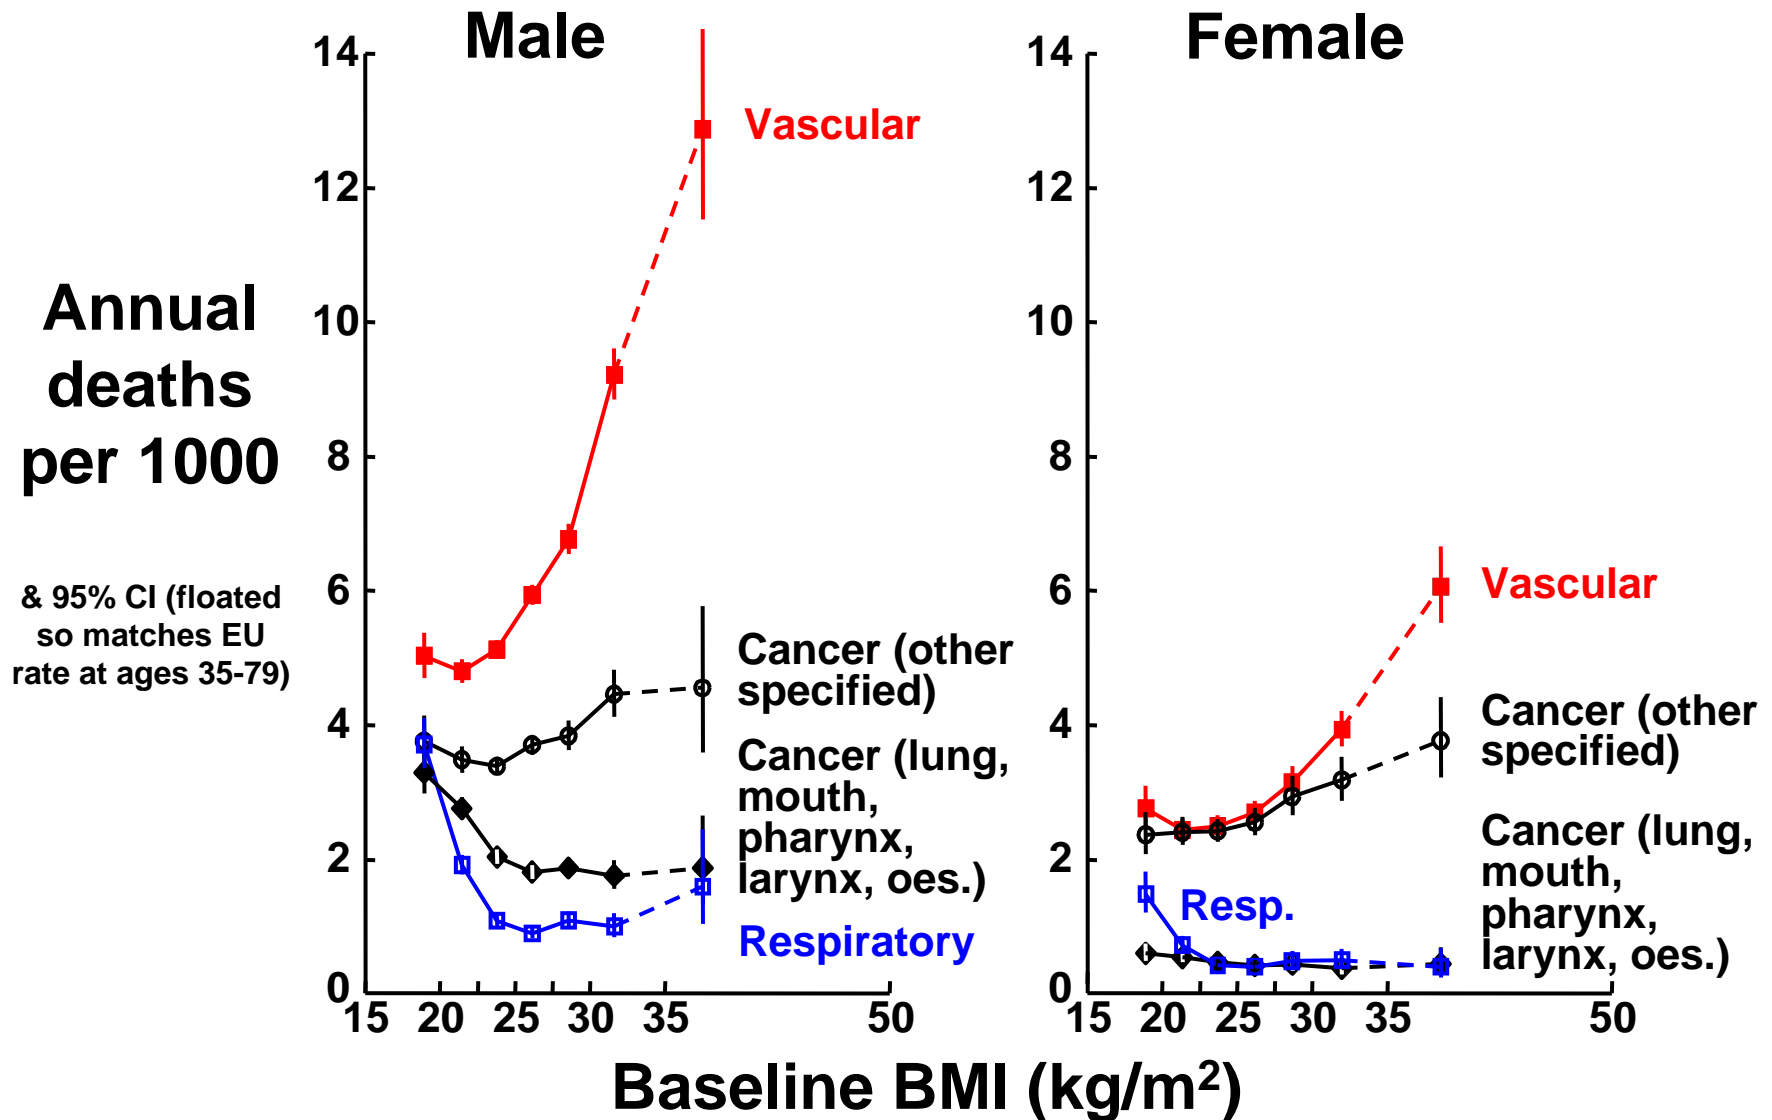 Male
14
12
10
8
6
4
2
0
15 20 25 30 35 50
Vascular
Cancer (other
specified)
Cancer (lung,
mouth,
pharynx,
larynx, oes.)
Respiratory
Annual
deaths
per 1000
& 95% CI (floated
so matches EU
rate at ages 35-79)
Female
14
12
10
8
6
4
2
0
15 20 25 30 35 50
Vascular
Cancer (other
specified)
Cancer (lung,
mouth,
pharynx,
larynx, oes.)
Resp.
Baseline BMI (kg/m²)